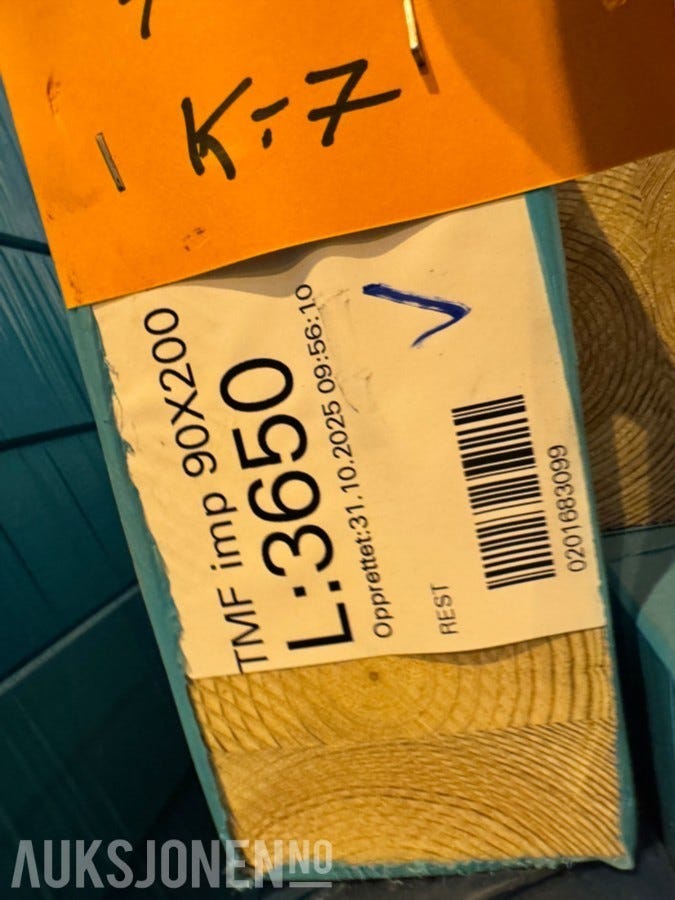 K-7
TMF imp 90X200
L:3650
Opprettet:31.10.2025 09:56:10
REST
0201683099
AUKSJONEN.NO